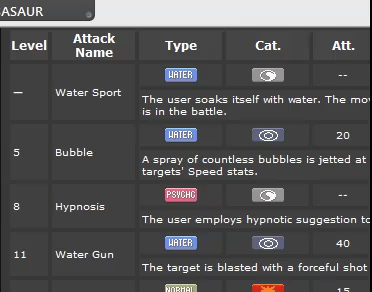 ASAUR
Level Attack Name Type Cat. Att.
— Water Sport WATER --
The user soaks itself with water. The mo
is in the battle.
5 Bubble WATER 20
A spray of countless bubbles is jetted at
targets' Speed stats.
8 Hypnosis PSYCHC --
The user employs hypnotic suggestion to
11 Water Gun WATER 40
The target is blasted with a forceful shot
NORMAL 15